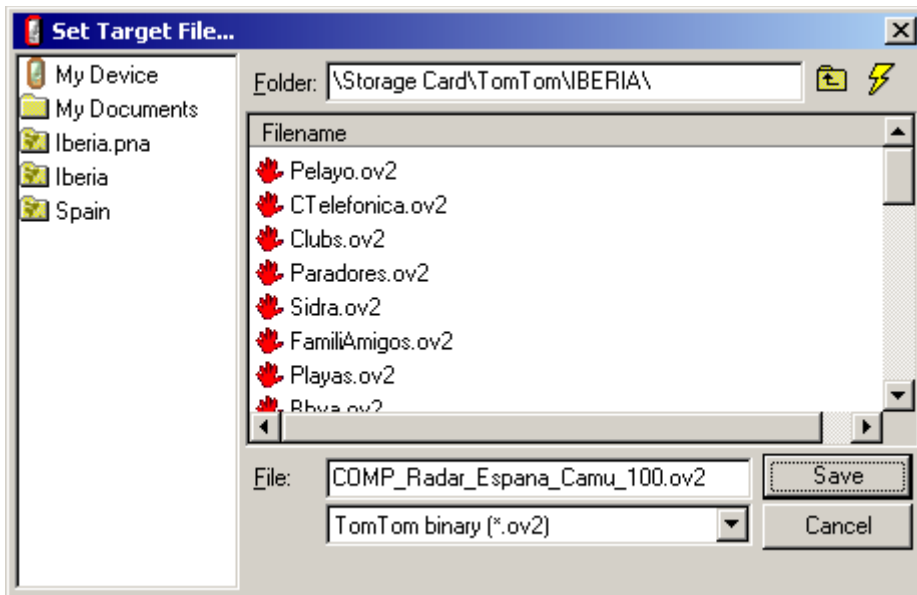 Set Target File...
My Device
My Documents
Iberia.pna
Iberia
Spain
Folder: \Storage Card\TomTom\IBERIA\
Filename
Pelayo.ov2
CTelefonica.ov2
Clubs.ov2
Paradores.ov2
Sidra.ov2
FamiliAmigos.ov2
Playas.ov2
File: COMP_Radar_Espana_Camu_100.ov2
Save
TomTom binary (*.ov2)
Cancel